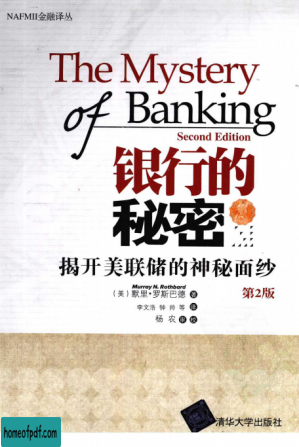 NAFMII金融译丛
The Mystery
of Banking
Second Edition
银行的
秘密
揭开美联储的神秘面纱
第2版
Murray N. Rothbard
（美）默里·罗斯巴德 著
李文浩 钟帅 等 译
杨农 审校
清华大学出版社
homeofpdf.com